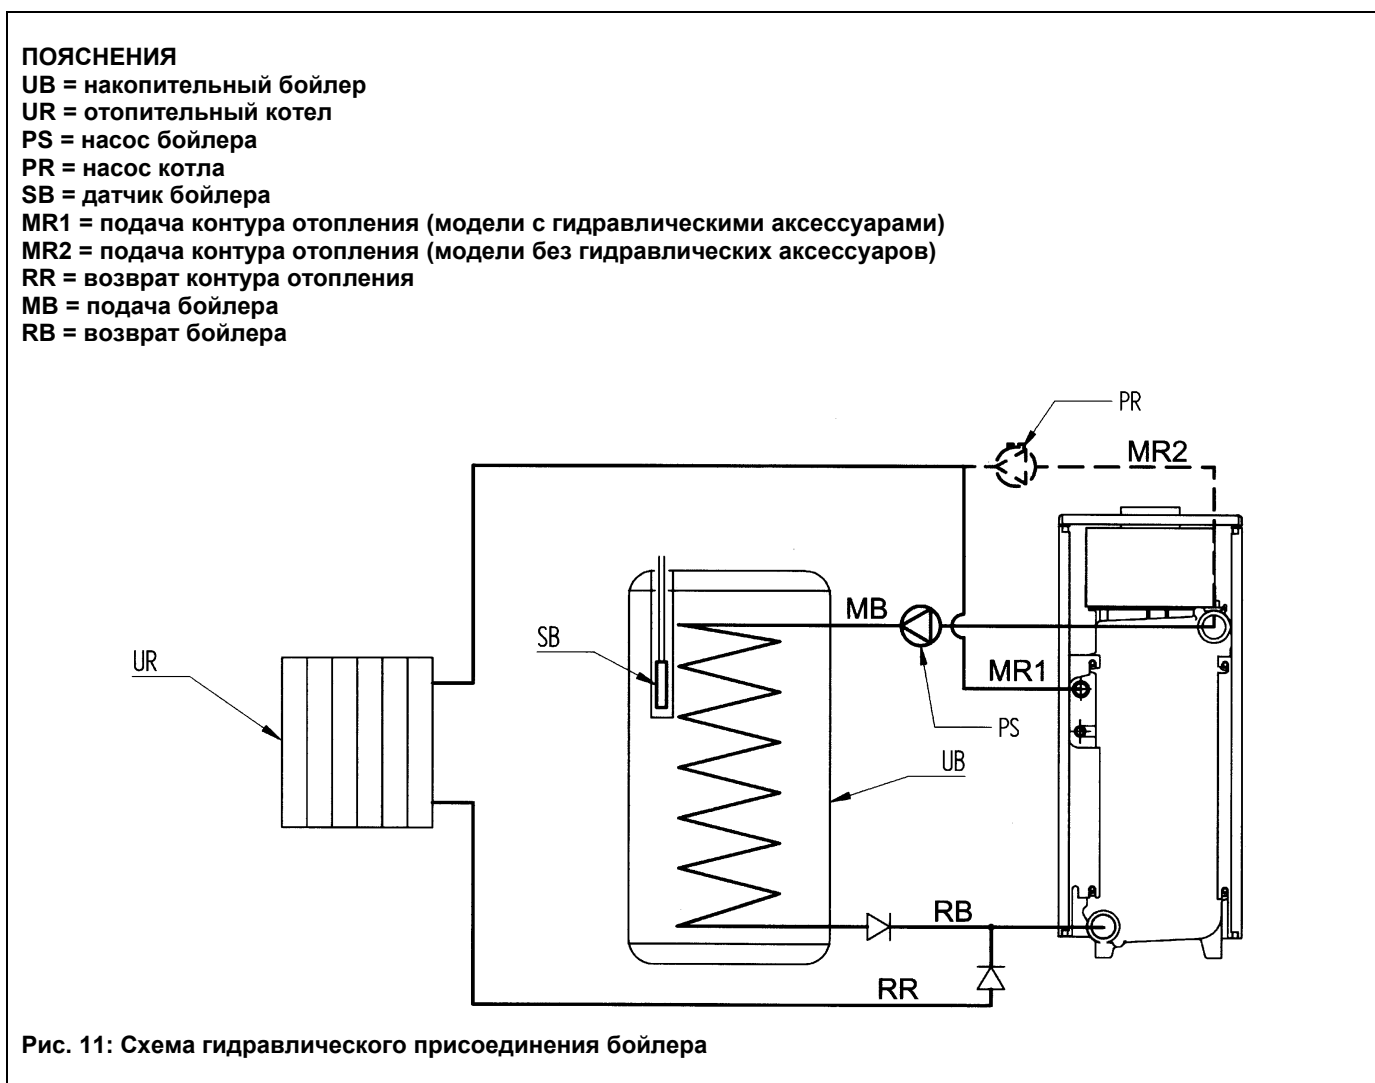 ПОЯСНЕНИЯ
UB = накопительный бойлер
UR = отопительный котел
PS = насос бойлера
PR = насос котла
SB = датчик бойлера
MR1 = подача контура отопления (модели с гидравлическими аксессуарами)
MR2 = подача контура отопления (модели без гидравлических аксессуаров)
RR = возврат контура отопления
MB = подача бойлера
RB = возврат бойлера
PR
MR2
MB
SB
UR
MR1
PS
UB
RB
RR
Рис. 11: Схема гидравлического присоединения бойлера